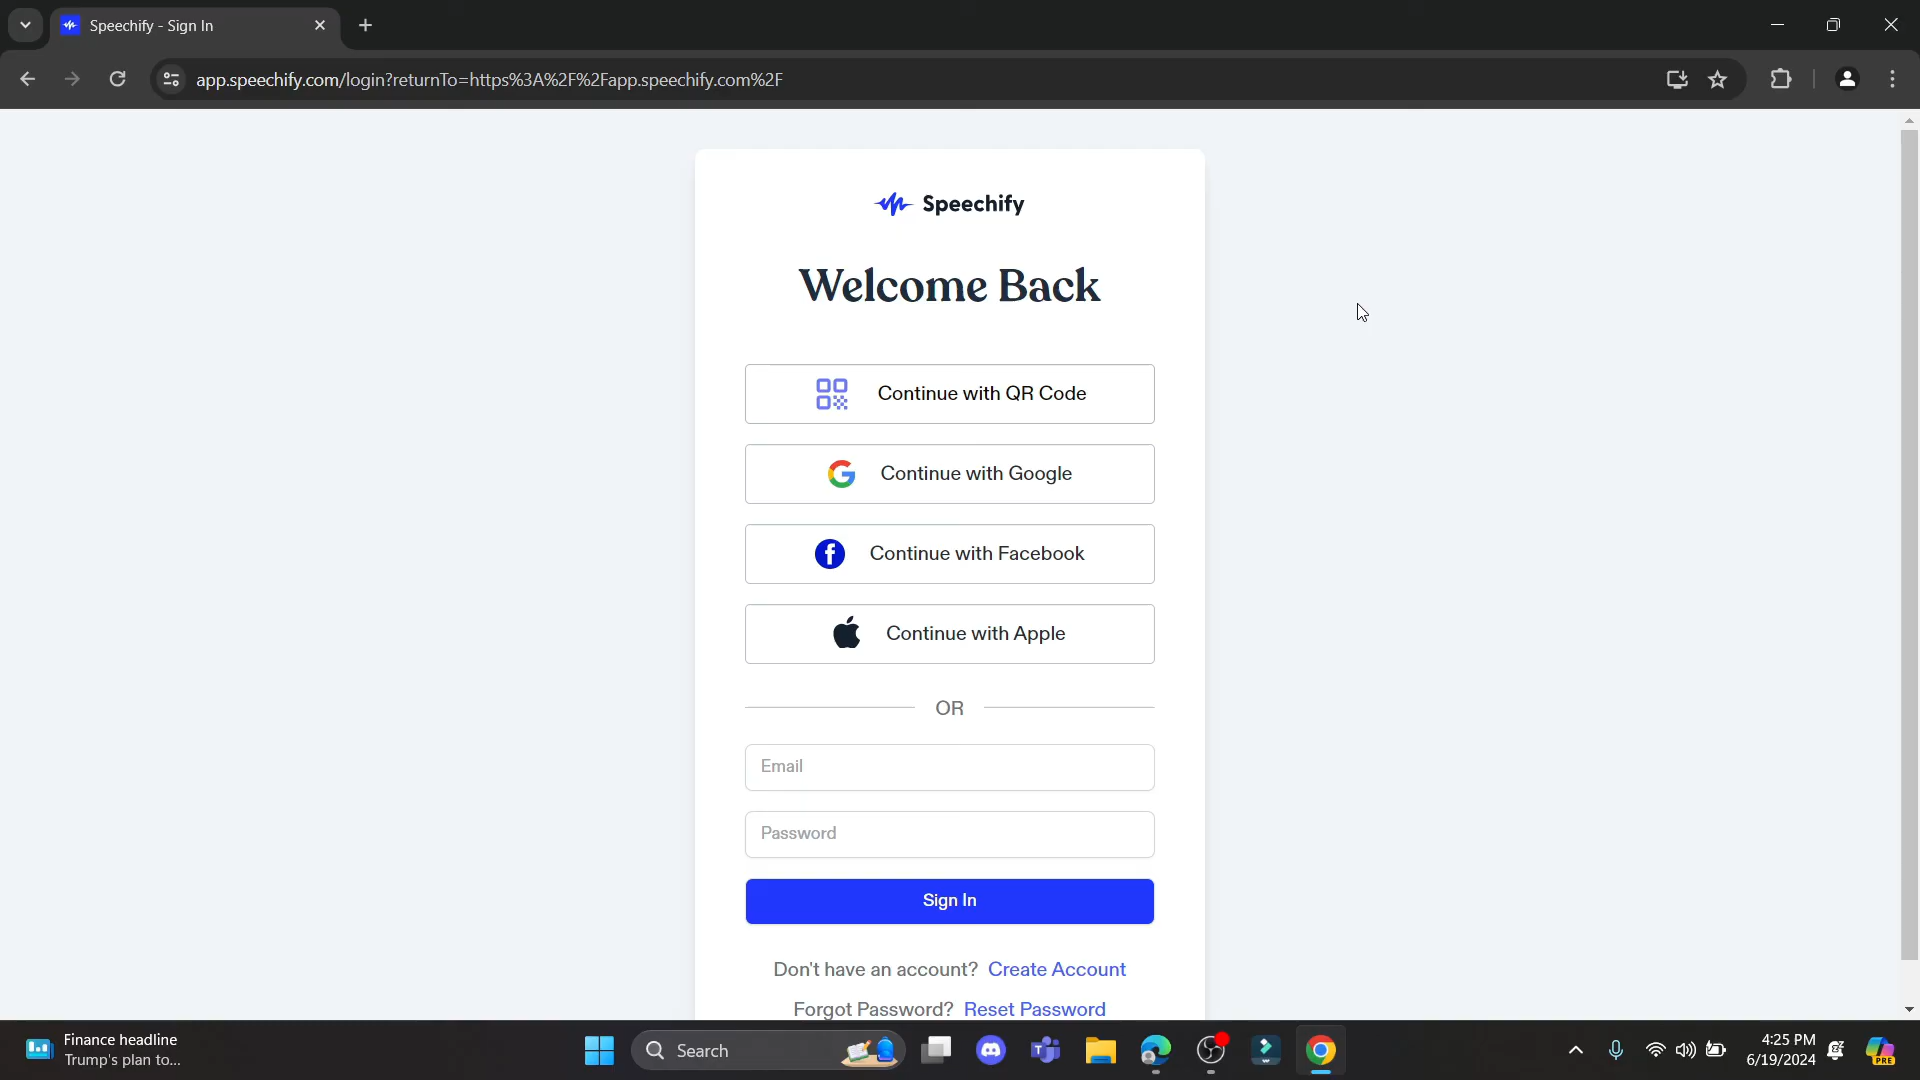 Speechify - Sign In
app.speechify.com/login?returnTo=https%3A%2F%2Fapp.speechify.com%2F
Speechify
Welcome Back
Continue with QR Code
Continue with Google
Continue with Facebook
Continue with Apple
OR
Email
Password
Sign In
Don't have an account? Create Account
Forgot Password? Reset Password
Finance headline
Trump's plan to...
Search
4:25 PM
6/19/2024
PRE